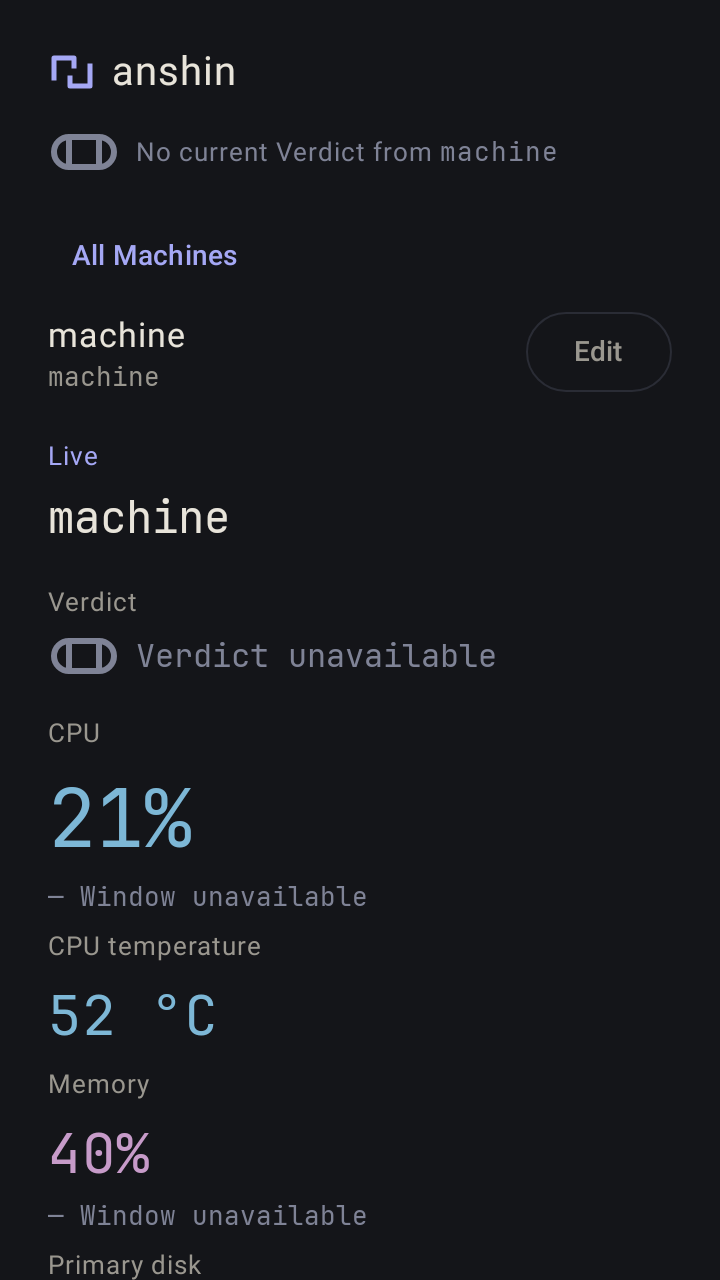 anshin
No current Verdict from machine
All Machines
machine
Edit
machine
Live
machine
Verdict
Verdict unavailable
CPU
21%
— Window unavailable
CPU temperature
52 °C
Memory
40%
— Window unavailable
Primary disk